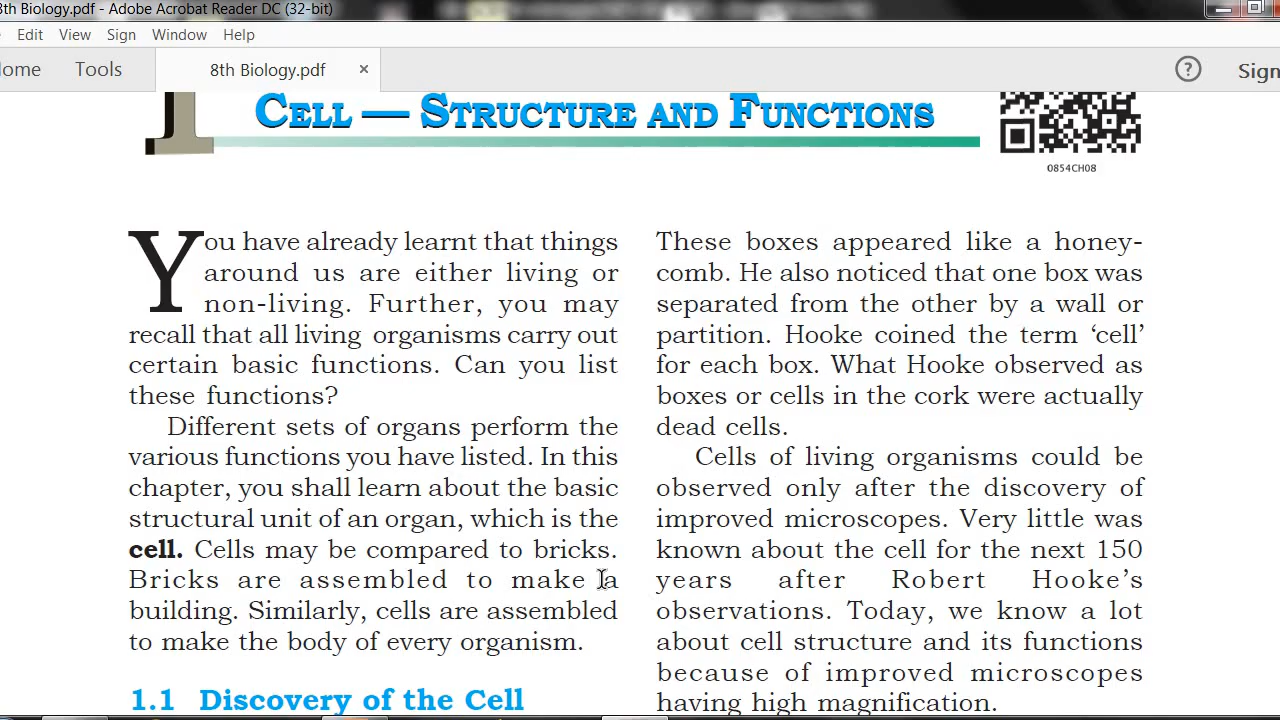 8th Biology.pdf - Adobe Acrobat Reader DC (32-bit)
Edit View Sign Window Help
ome Tools 8th Biology.pdf × ? Sign
1 CELL — STRUCTURE AND FUNCTIONS
0854CH08
You have already learnt that things
around us are either living or
non-living. Further, you may
recall that all living organisms carry out
certain basic functions. Can you list
these functions?
Different sets of organs perform the
various functions you have listed. In this
chapter, you shall learn about the basic
structural unit of an organ, which is the
cell. Cells may be compared to bricks.
Bricks are assembled to make a
building. Similarly, cells are assembled
to make the body of every organism.
1.1 Discovery of the Cell
These boxes appeared like a honey-
comb. He also noticed that one box was
separated from the other by a wall or
partition. Hooke coined the term ‘cell’
for each box. What Hooke observed as
boxes or cells in the cork were actually
dead cells.
Cells of living organisms could be
observed only after the discovery of
improved microscopes. Very little was
known about the cell for the next 150
years after Robert Hooke’s
observations. Today, we know a lot
about cell structure and its functions
because of improved microscopes
having high magnification.